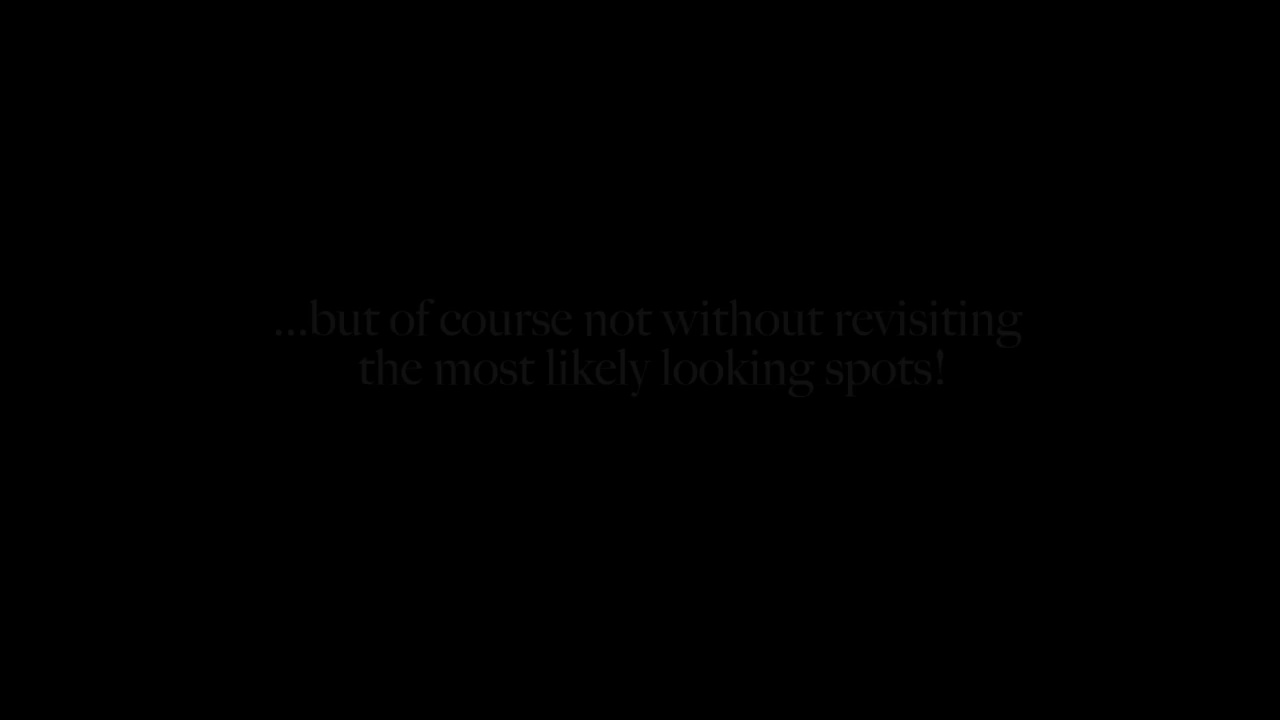 ...but of course not without revisiting
the most likely looking spots!